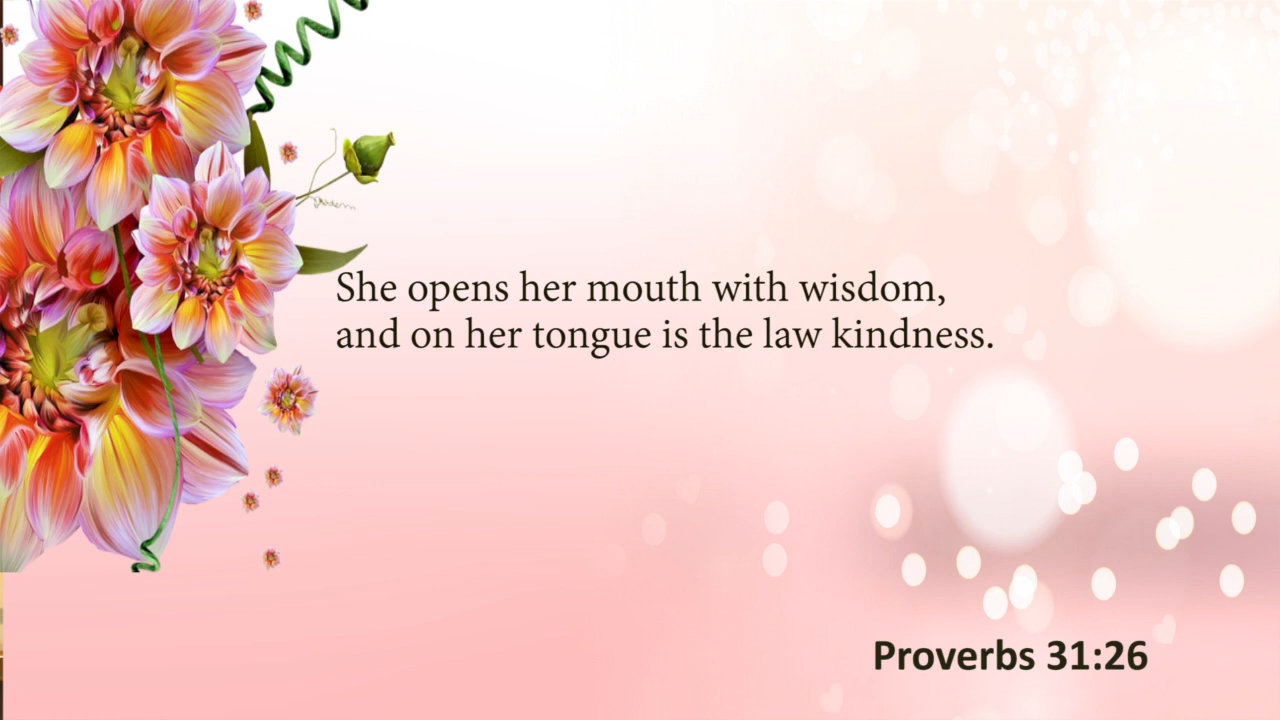 She opens her mouth with wisdom,
and on her tongue is the law kindness.
Proverbs 31:26